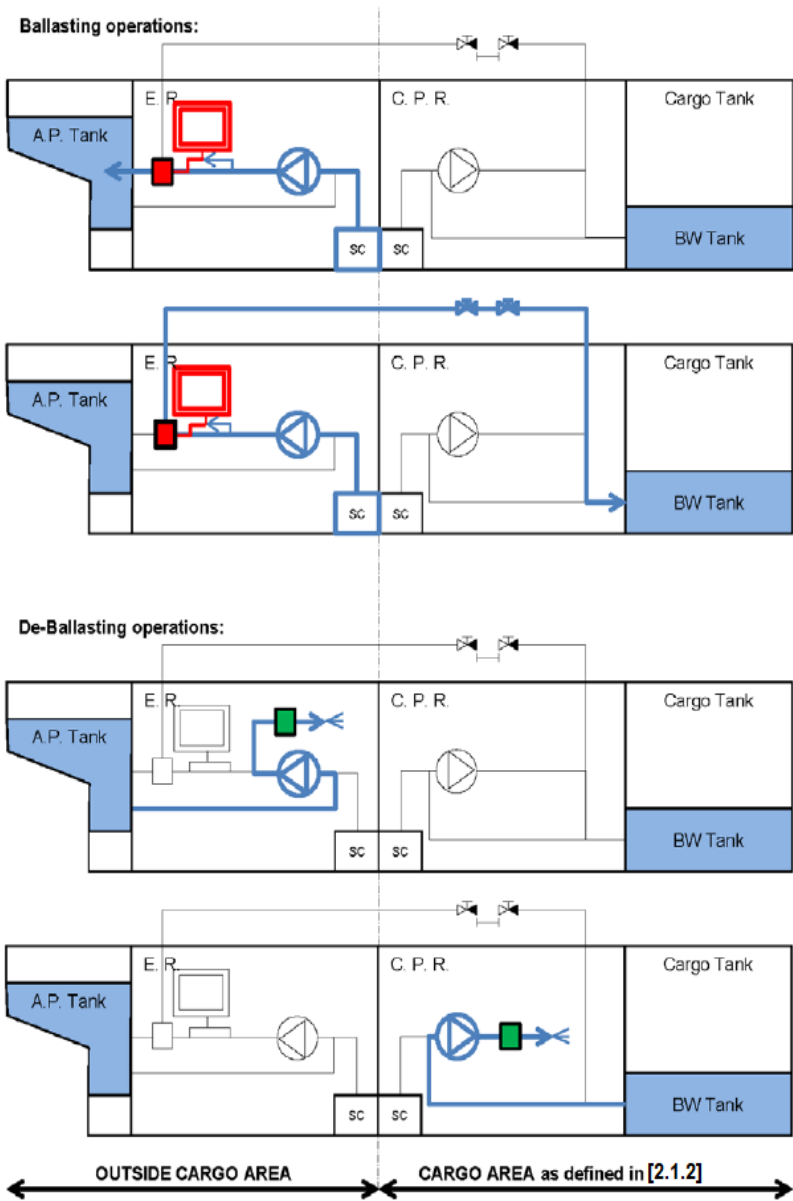 Ballasting operations:
E. R. C. P. R. Cargo Tank
A.P. Tank
sc sc BW Tank
E. R. C. P. R. Cargo Tank
A.P. Tank
sc sc BW Tank
De-Ballasting operations:
E. R. C. P. R. Cargo Tank
A.P. Tank
sc sc BW Tank
E. R. C. P. R. Cargo Tank
A.P. Tank
sc sc BW Tank
OUTSIDE CARGO AREA CARGO AREA as defined in [2.1.2]